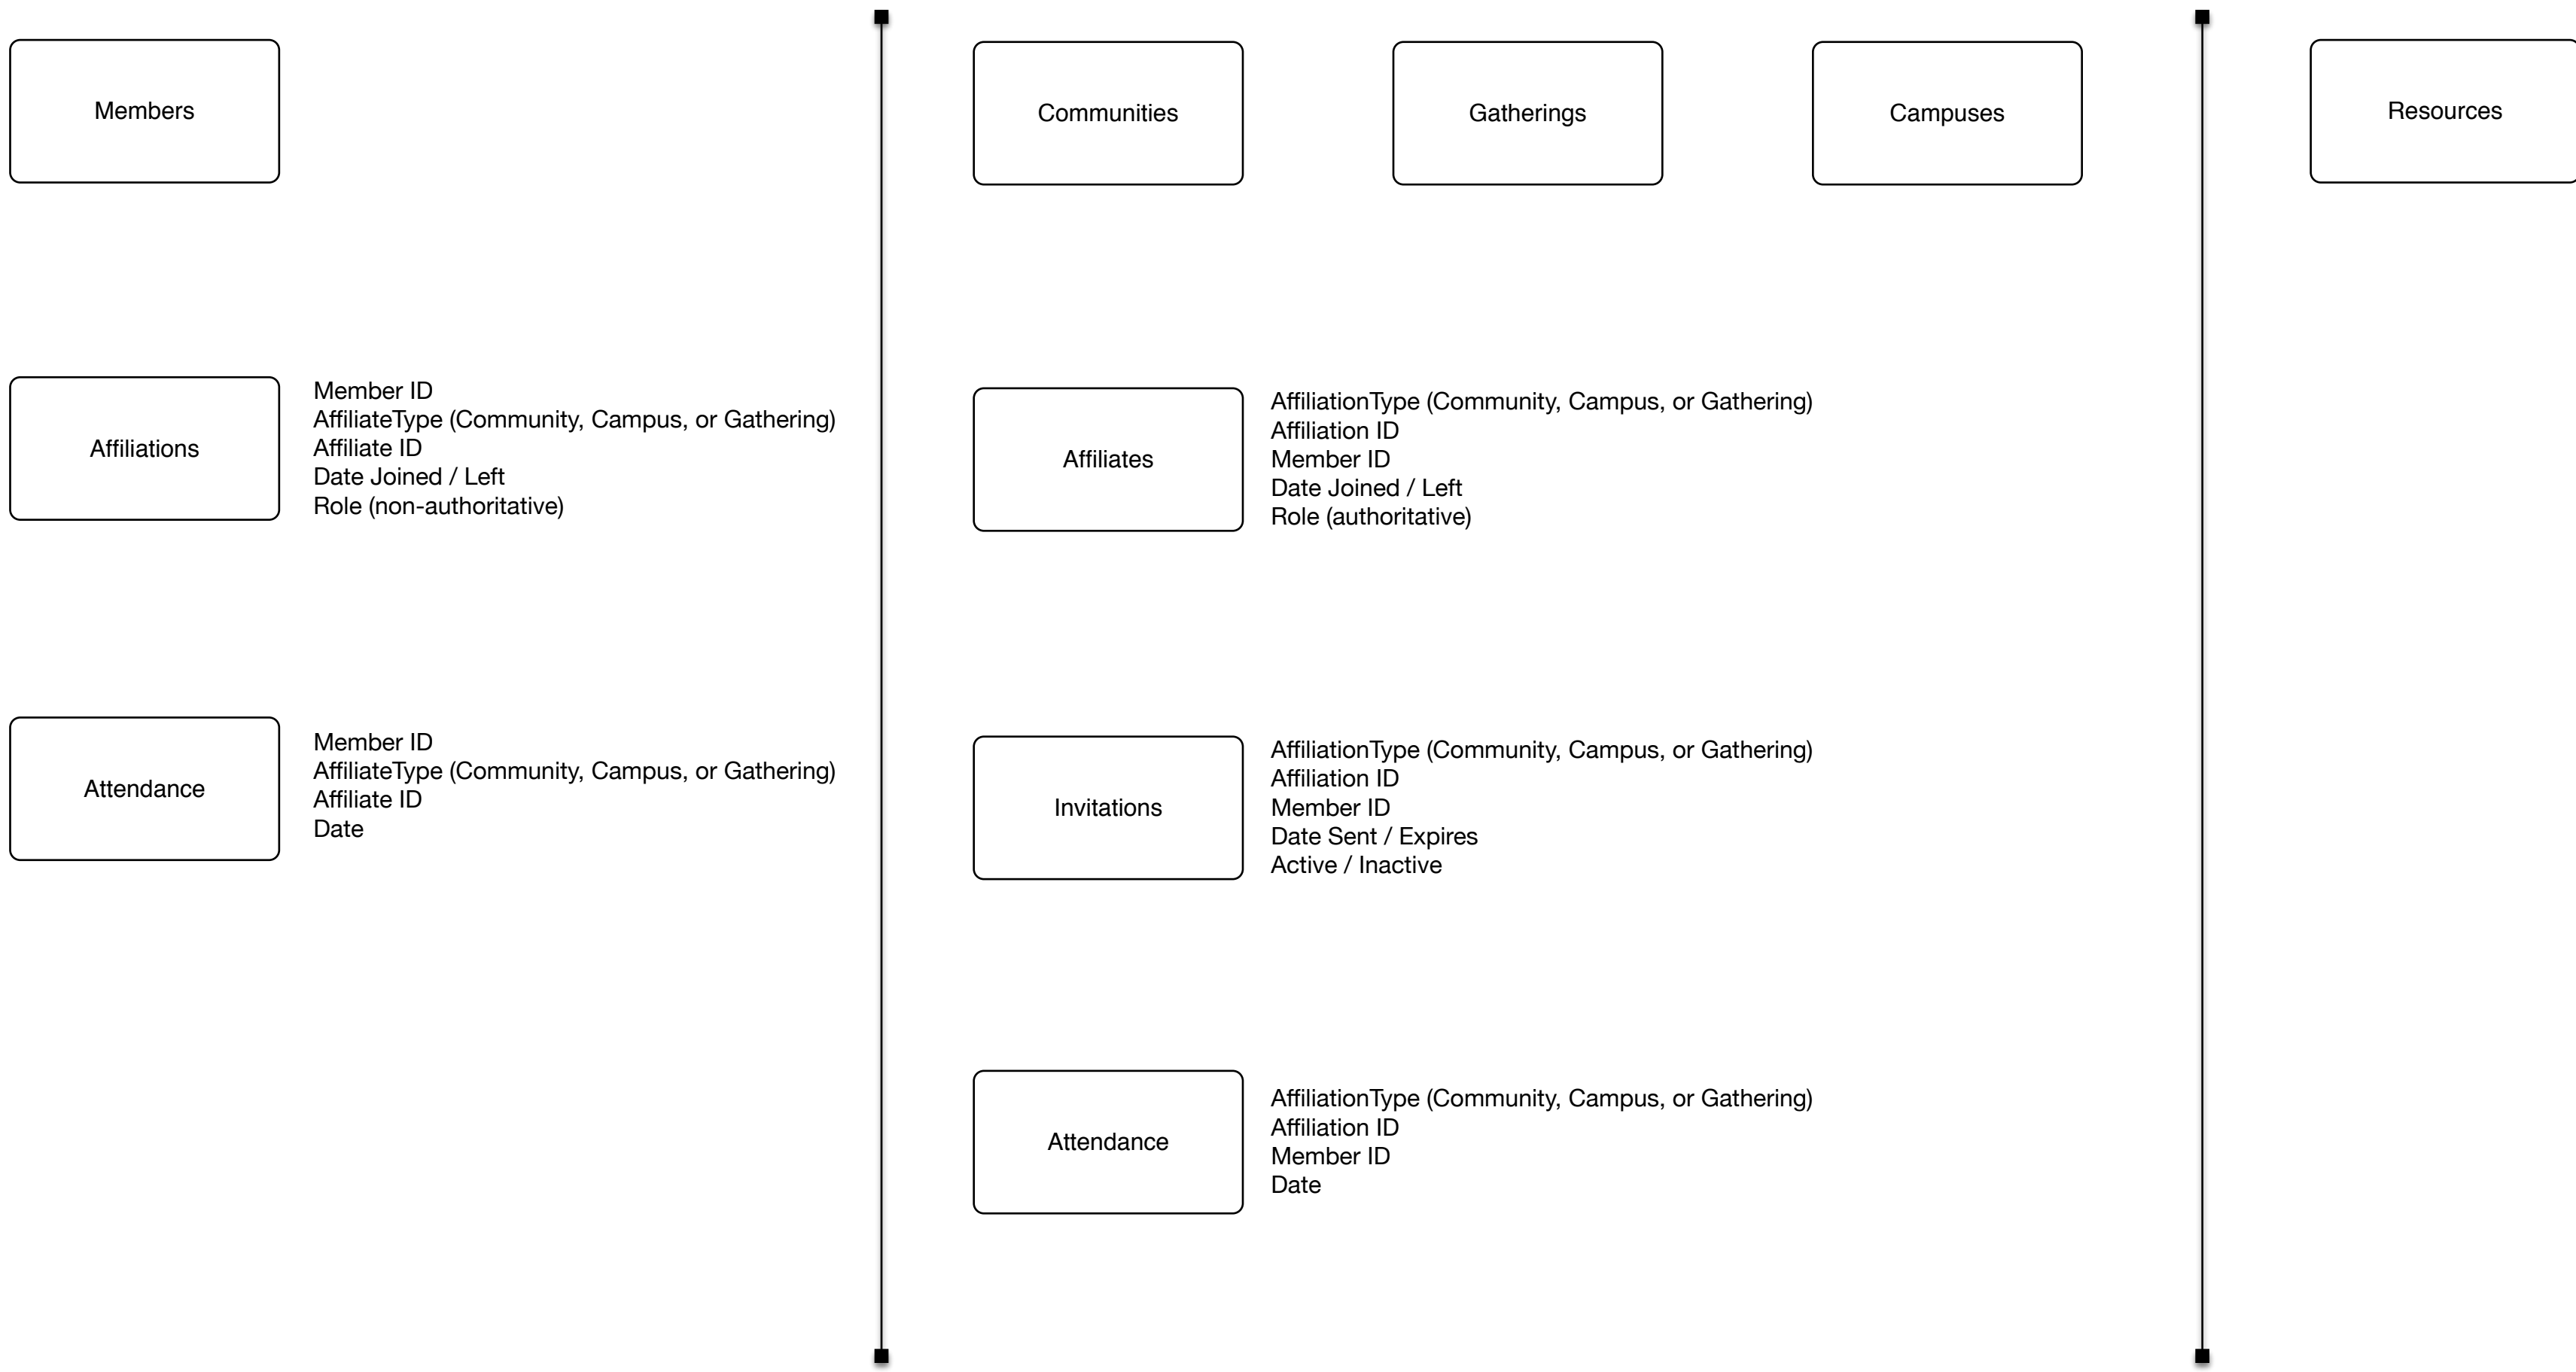 Members
Communities
Gatherings
Campuses
Resources
Affiliations
Member ID
AffiliateType (Community, Campus, or Gathering)
Affiliate ID
Date Joined / Left
Role (non-authoritative)
Affiliates
AffiliationType (Community, Campus, or Gathering)
Affiliation ID
Member ID
Date Joined / Left
Role (authoritative)
Attendance
Member ID
AffiliateType (Community, Campus, or Gathering)
Affiliate ID
Date
Invitations
AffiliationType (Community, Campus, or Gathering)
Affiliation ID
Member ID
Date Sent / Expires
Active / Inactive
Attendance
AffiliationType (Community, Campus, or Gathering)
Affiliation ID
Member ID
Date